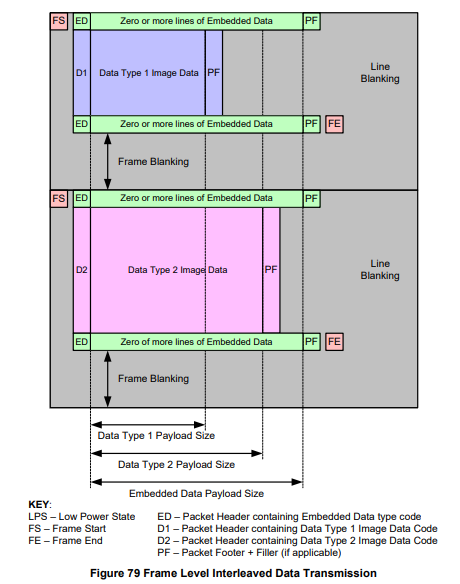 FS ED Zero or more lines of Embedded Data PF
D1 Data Type 1 Image Data PF
Line
Blanking
ED Zero or more lines of Embedded Data PF FE
Frame Blanking
FS ED Zero or more lines of Embedded Data PF
D2 Data Type 2 Image Data PF
Line
Blanking
ED Zero of more lines of Embedded Data PF FE
Frame Blanking
Data Type 1 Payload Size
Data Type 2 Payload Size
Embedded Data Payload Size
KEY:
LPS – Low Power State ED – Packet Header containing Embedded Data type code
FS – Frame Start D1 – Packet Header containing Data Type 1 Image Data Code
FE – Frame End D2 – Packet Header containing Data Type 2 Image Data Code
PF – Packet Footer + Filler (if applicable)
Figure 79 Frame Level Interleaved Data Transmission